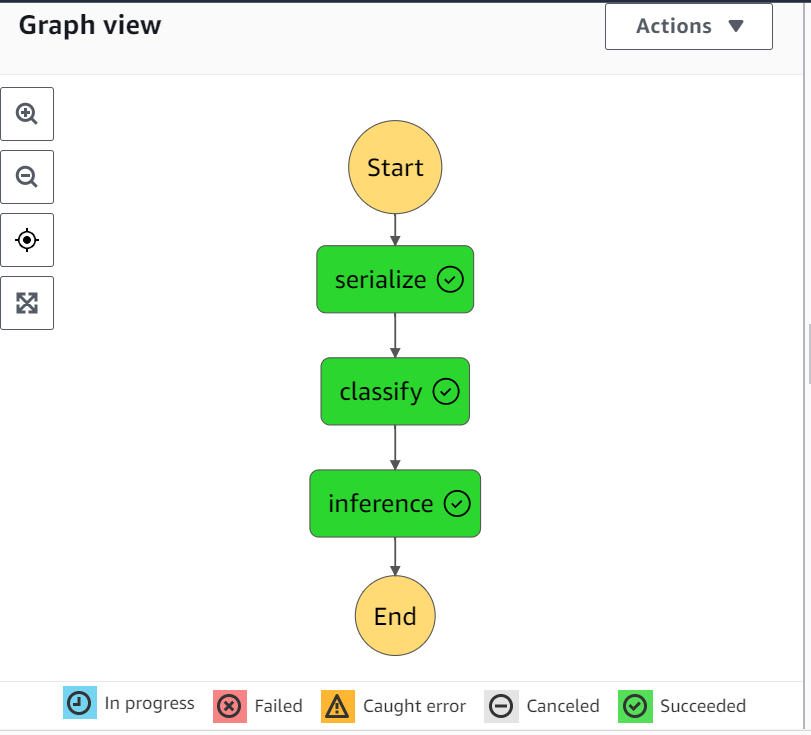 Graph view
Actions
Start
serialize
classify
inference
End
In progress
Failed
Caught error
Canceled
Succeeded